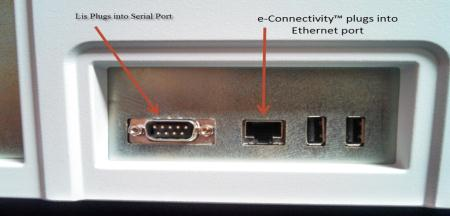 Lis Plugs into Serial Port
e-Connectivity™ plugs into
Ethernet port